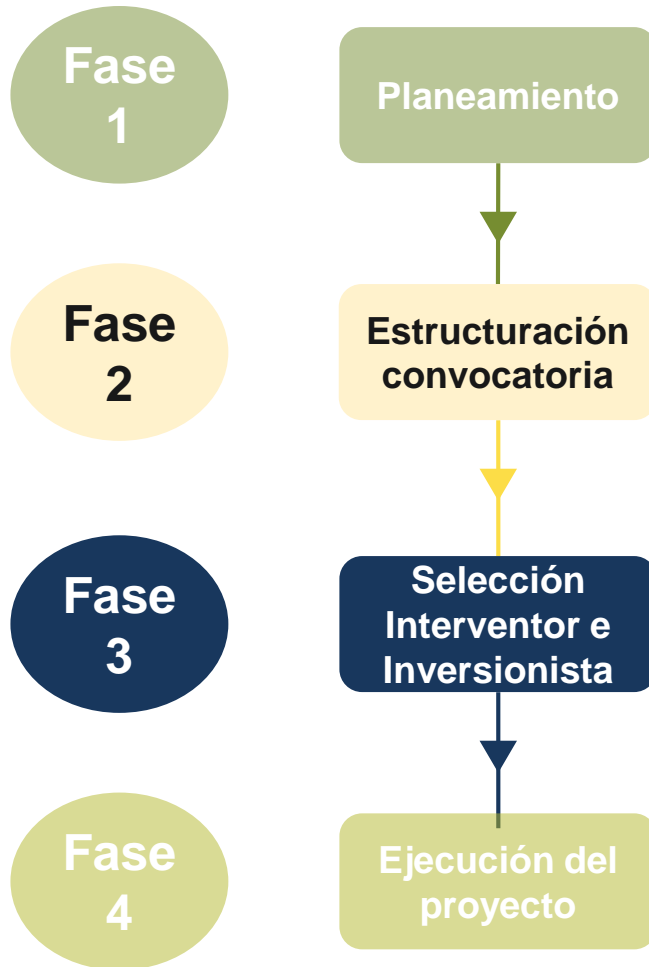 Fase
1
Planeamiento
Fase
2
Estructuración
convocatoria
Fase
3
Selección
Interventor e
Inversionista
Fase
4
Ejecución del
proyecto